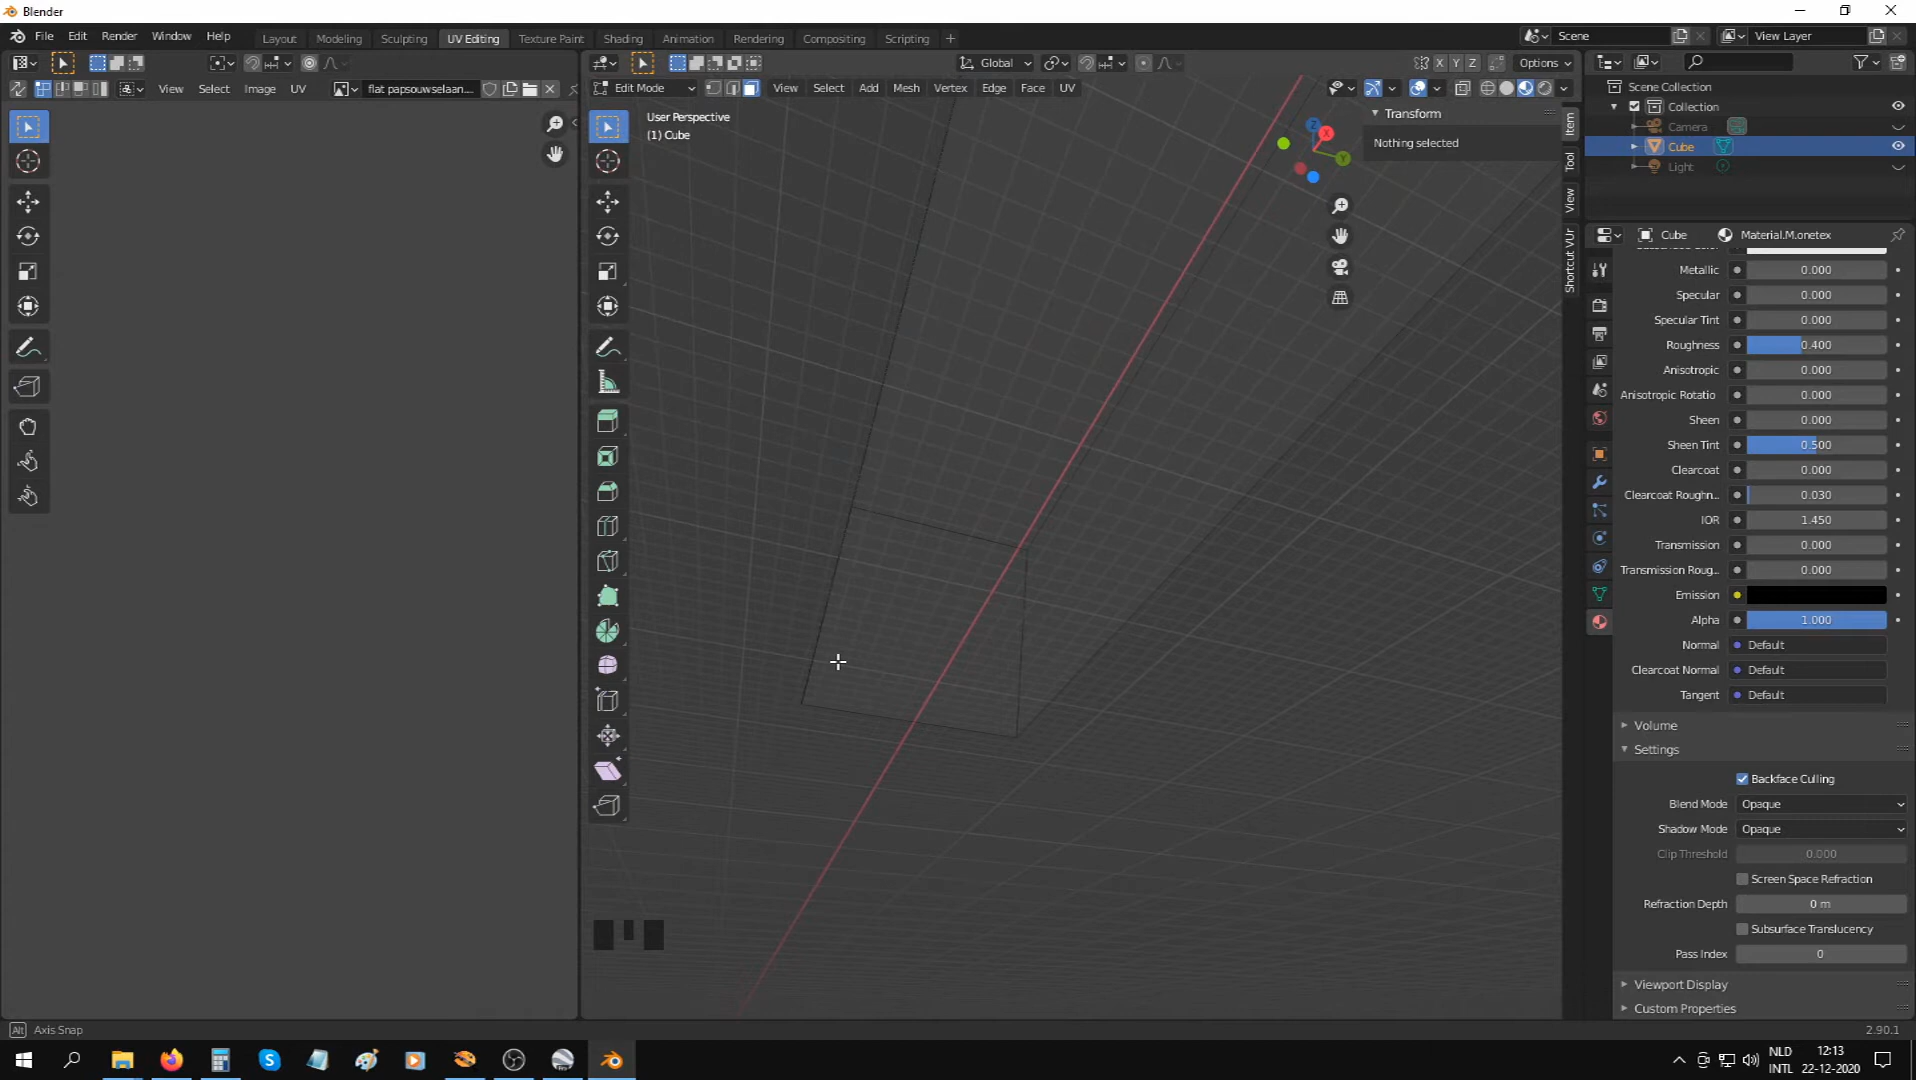 Blender
File Edit Render Window Help Layout Modeling Sculpting UV Editing Texture Paint Shading Animation Rendering Compositing Scripting + Scene View Layer
Global X Y Z Options
View Select Image UV flat papsouwselaan... Edit Mode View Select Add Mesh Vertex Edge Face UV
User Perspective
(1) Cube
Transform
Nothing selected
Item
Tool
View
Shortcut VUr
X
Y
Z
Scene Collection
Collection
Camera
Cube
Light
Cube Material.M.onetex
Metallic 0.000
Specular 0.000
Specular Tint 0.000
Roughness 0.400
Anisotropic 0.000
Anisotropic Rotatio 0.000
Sheen 0.000
Sheen Tint 0.500
Clearcoat 0.000
Clearcoat Roughn... 0.030
IOR 1.450
Transmission 0.000
Transmission Roug... 0.000
Emission
Alpha 1.000
Normal Default
Clearcoat Normal Default
Tangent Default
Volume
Settings
Backface Culling
Blend Mode Opaque
Shadow Mode Opaque
Clip Threshold 0.000
Screen Space Refraction
Refraction Depth 0 m
Subsurface Translucency
Pass Index 0
Viewport Display
Custom Properties
Alt Axis Snap 2.90.1
NLD 12:13
INTL 22-12-2020